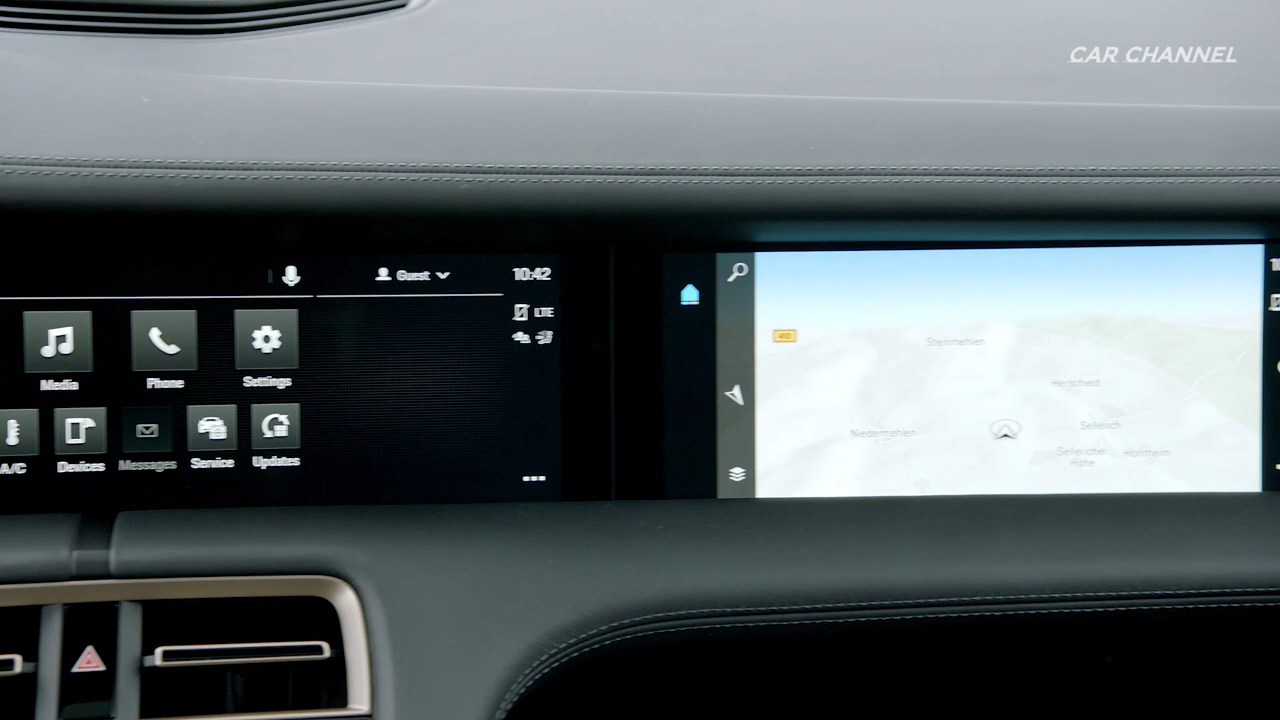 CAR CHANNEL
Guest
10:42
LTE
Media
Phone
Settings
A/C
Devices
Messages
Service
Updates
...
410
Steinmehlen
Herscheid
Niedermehlen
Sellerich
Sellericher
Höhe
Hontheim